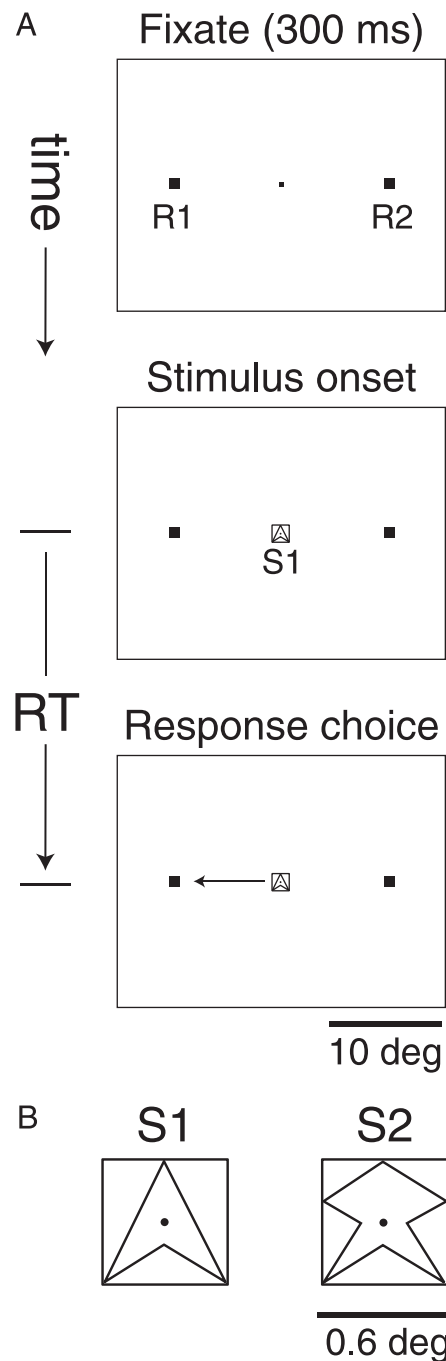 A
Fixate (300 ms)
time
R1
R2
Stimulus onset
S1
RT
Response choice
10 deg
B
S1
S2
0.6 deg